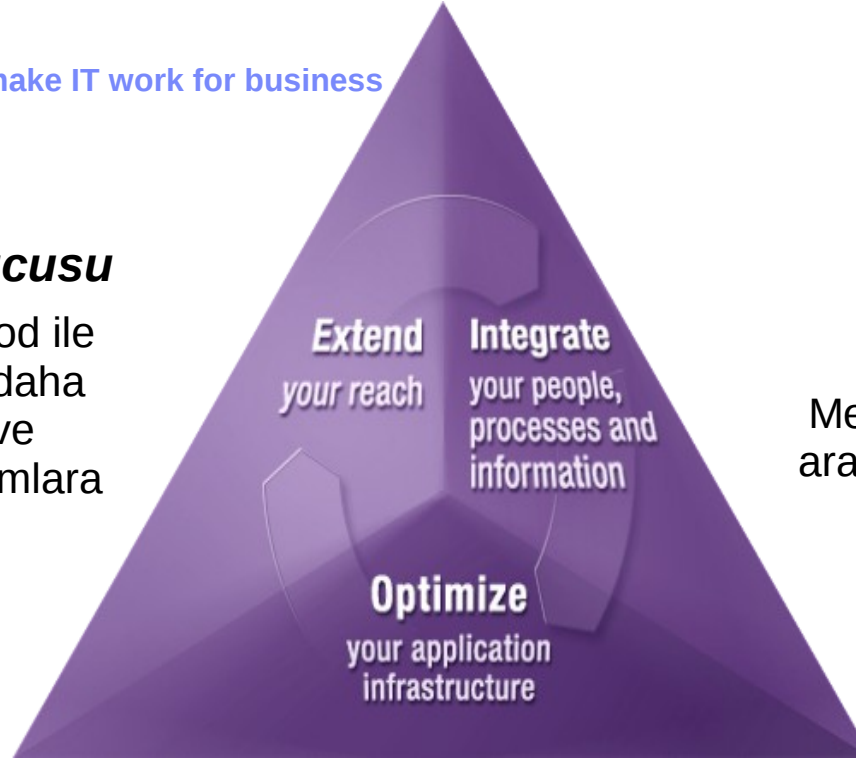 make IT work for business
cusu
od ile
daha
ve
mlara
Extend
your reach
Integrate
your people,
processes and
information
Me
ara
Optimize
your application
infrastructure